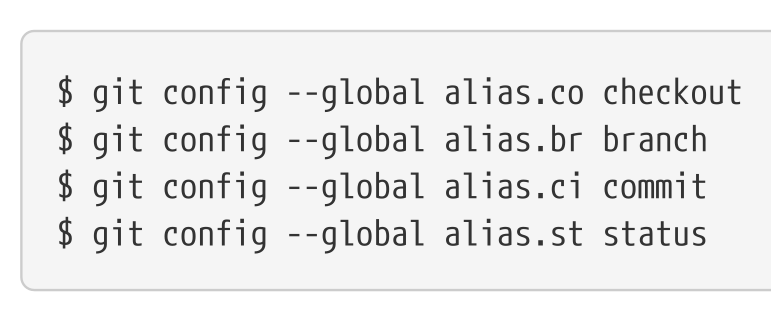 $ git config --global alias.co checkout
$ git config --global alias.br branch
$ git config --global alias.ci commit
$ git config --global alias.st status